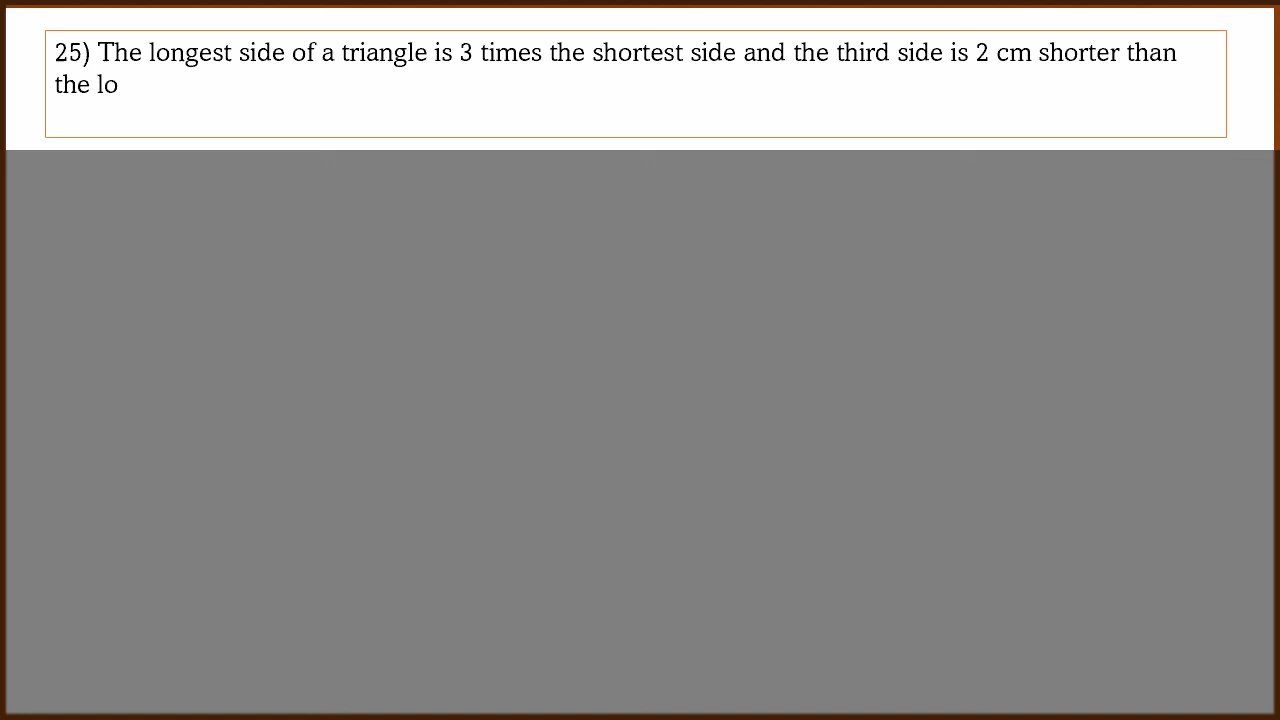 25) The longest side of a triangle is 3 times the shortest side and the third side is 2 cm shorter than
the lo